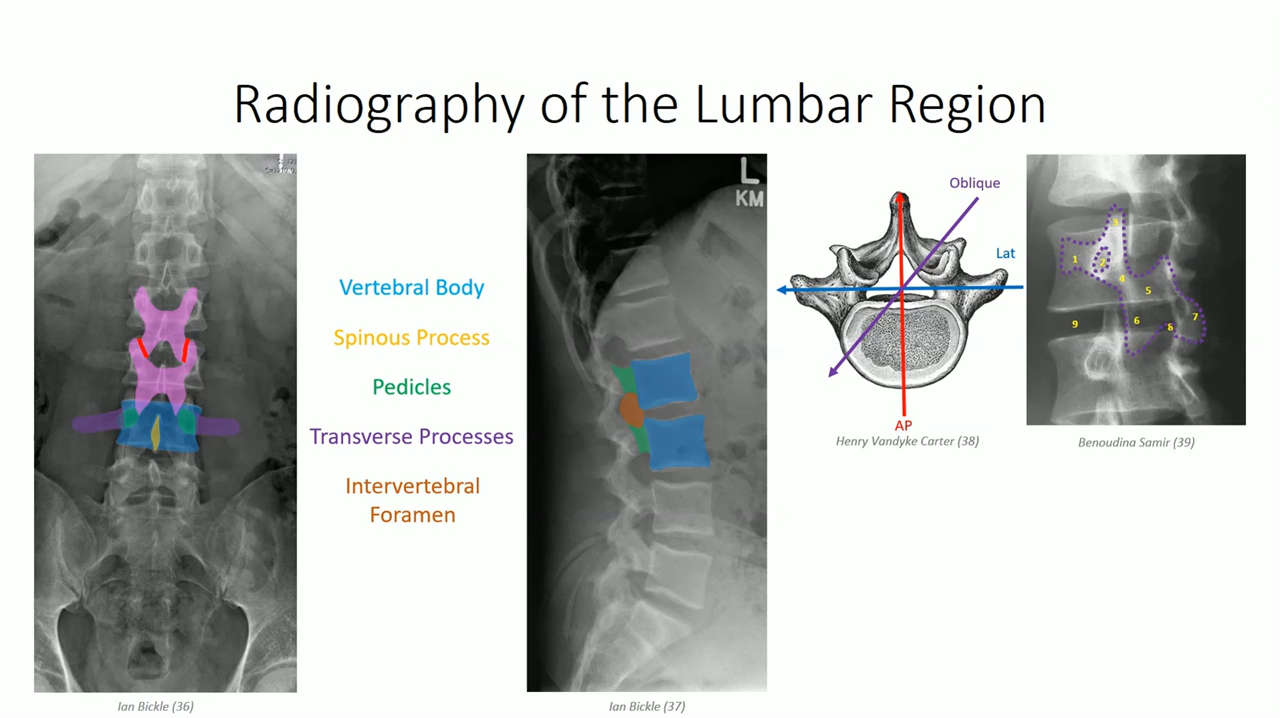 Radiography of the Lumbar Region
Vertebral Body
Spinous Process
Pedicles
Transverse Processes
Intervertebral
Foramen
L
KM
Oblique
Lat
AP
Henry Vandyke Carter (38)
1
2
3
4
5
6
7
8
9
Benoudina Samir (39)
Ian Bickle (36)
Ian Bickle (37)